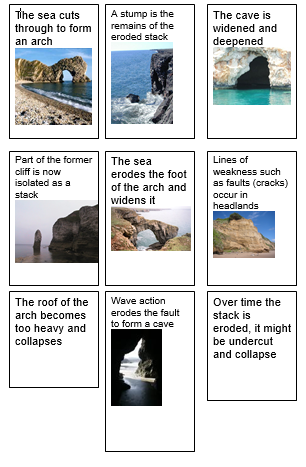 The sea cuts
through to form
an arch
A stump is the
remains of the
eroded stack
The cave is
widened and
deepened
Part of the former
cliff is now
isolated as a
stack
The sea
erodes the foot
of the arch and
widens it
Lines of
weakness such
as faults (cracks)
occur in
headlands
The roof of the
arch becomes
too heavy and
collapses
Wave action
erodes the fault
to form a cave
Over time the
stack is
eroded, it might
be undercut
and collapse